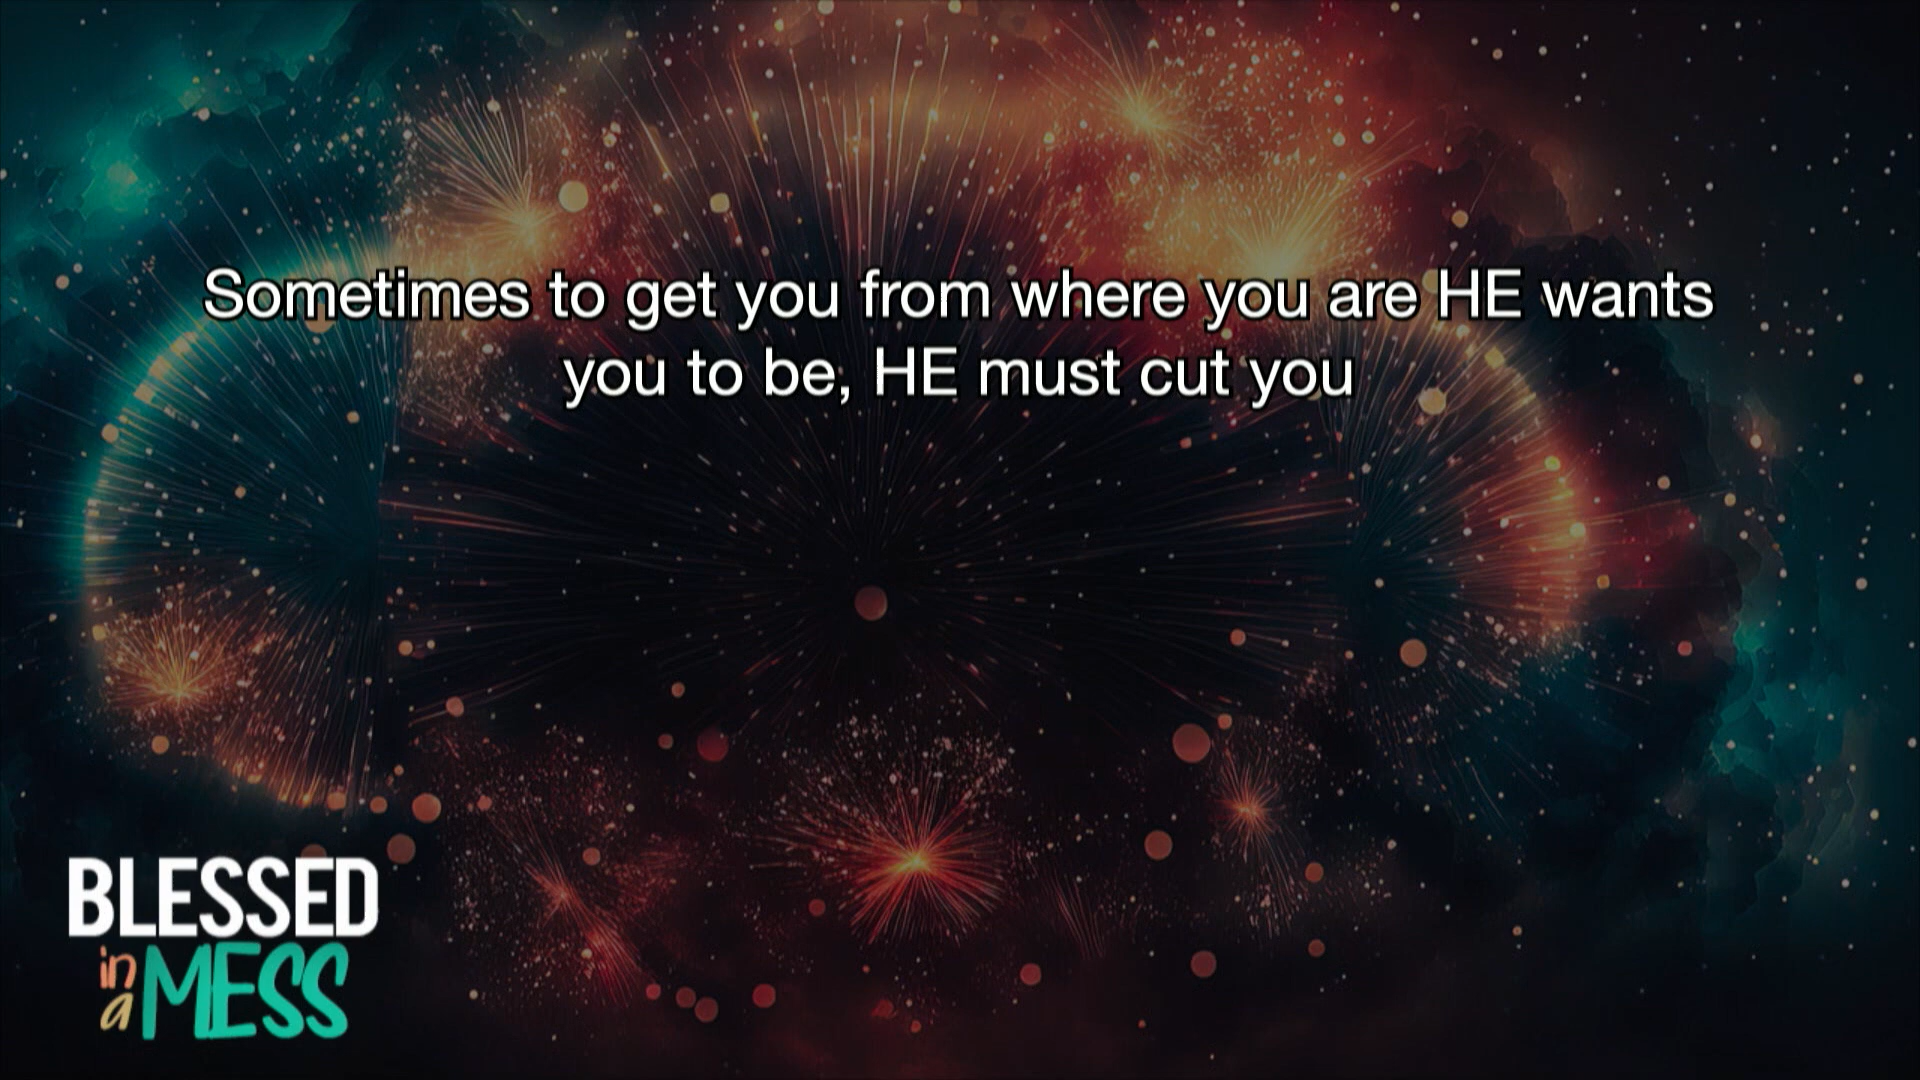 Sometimes to get you from where you are HE wants
you to be, HE must cut you
BLESSED
in a MESS